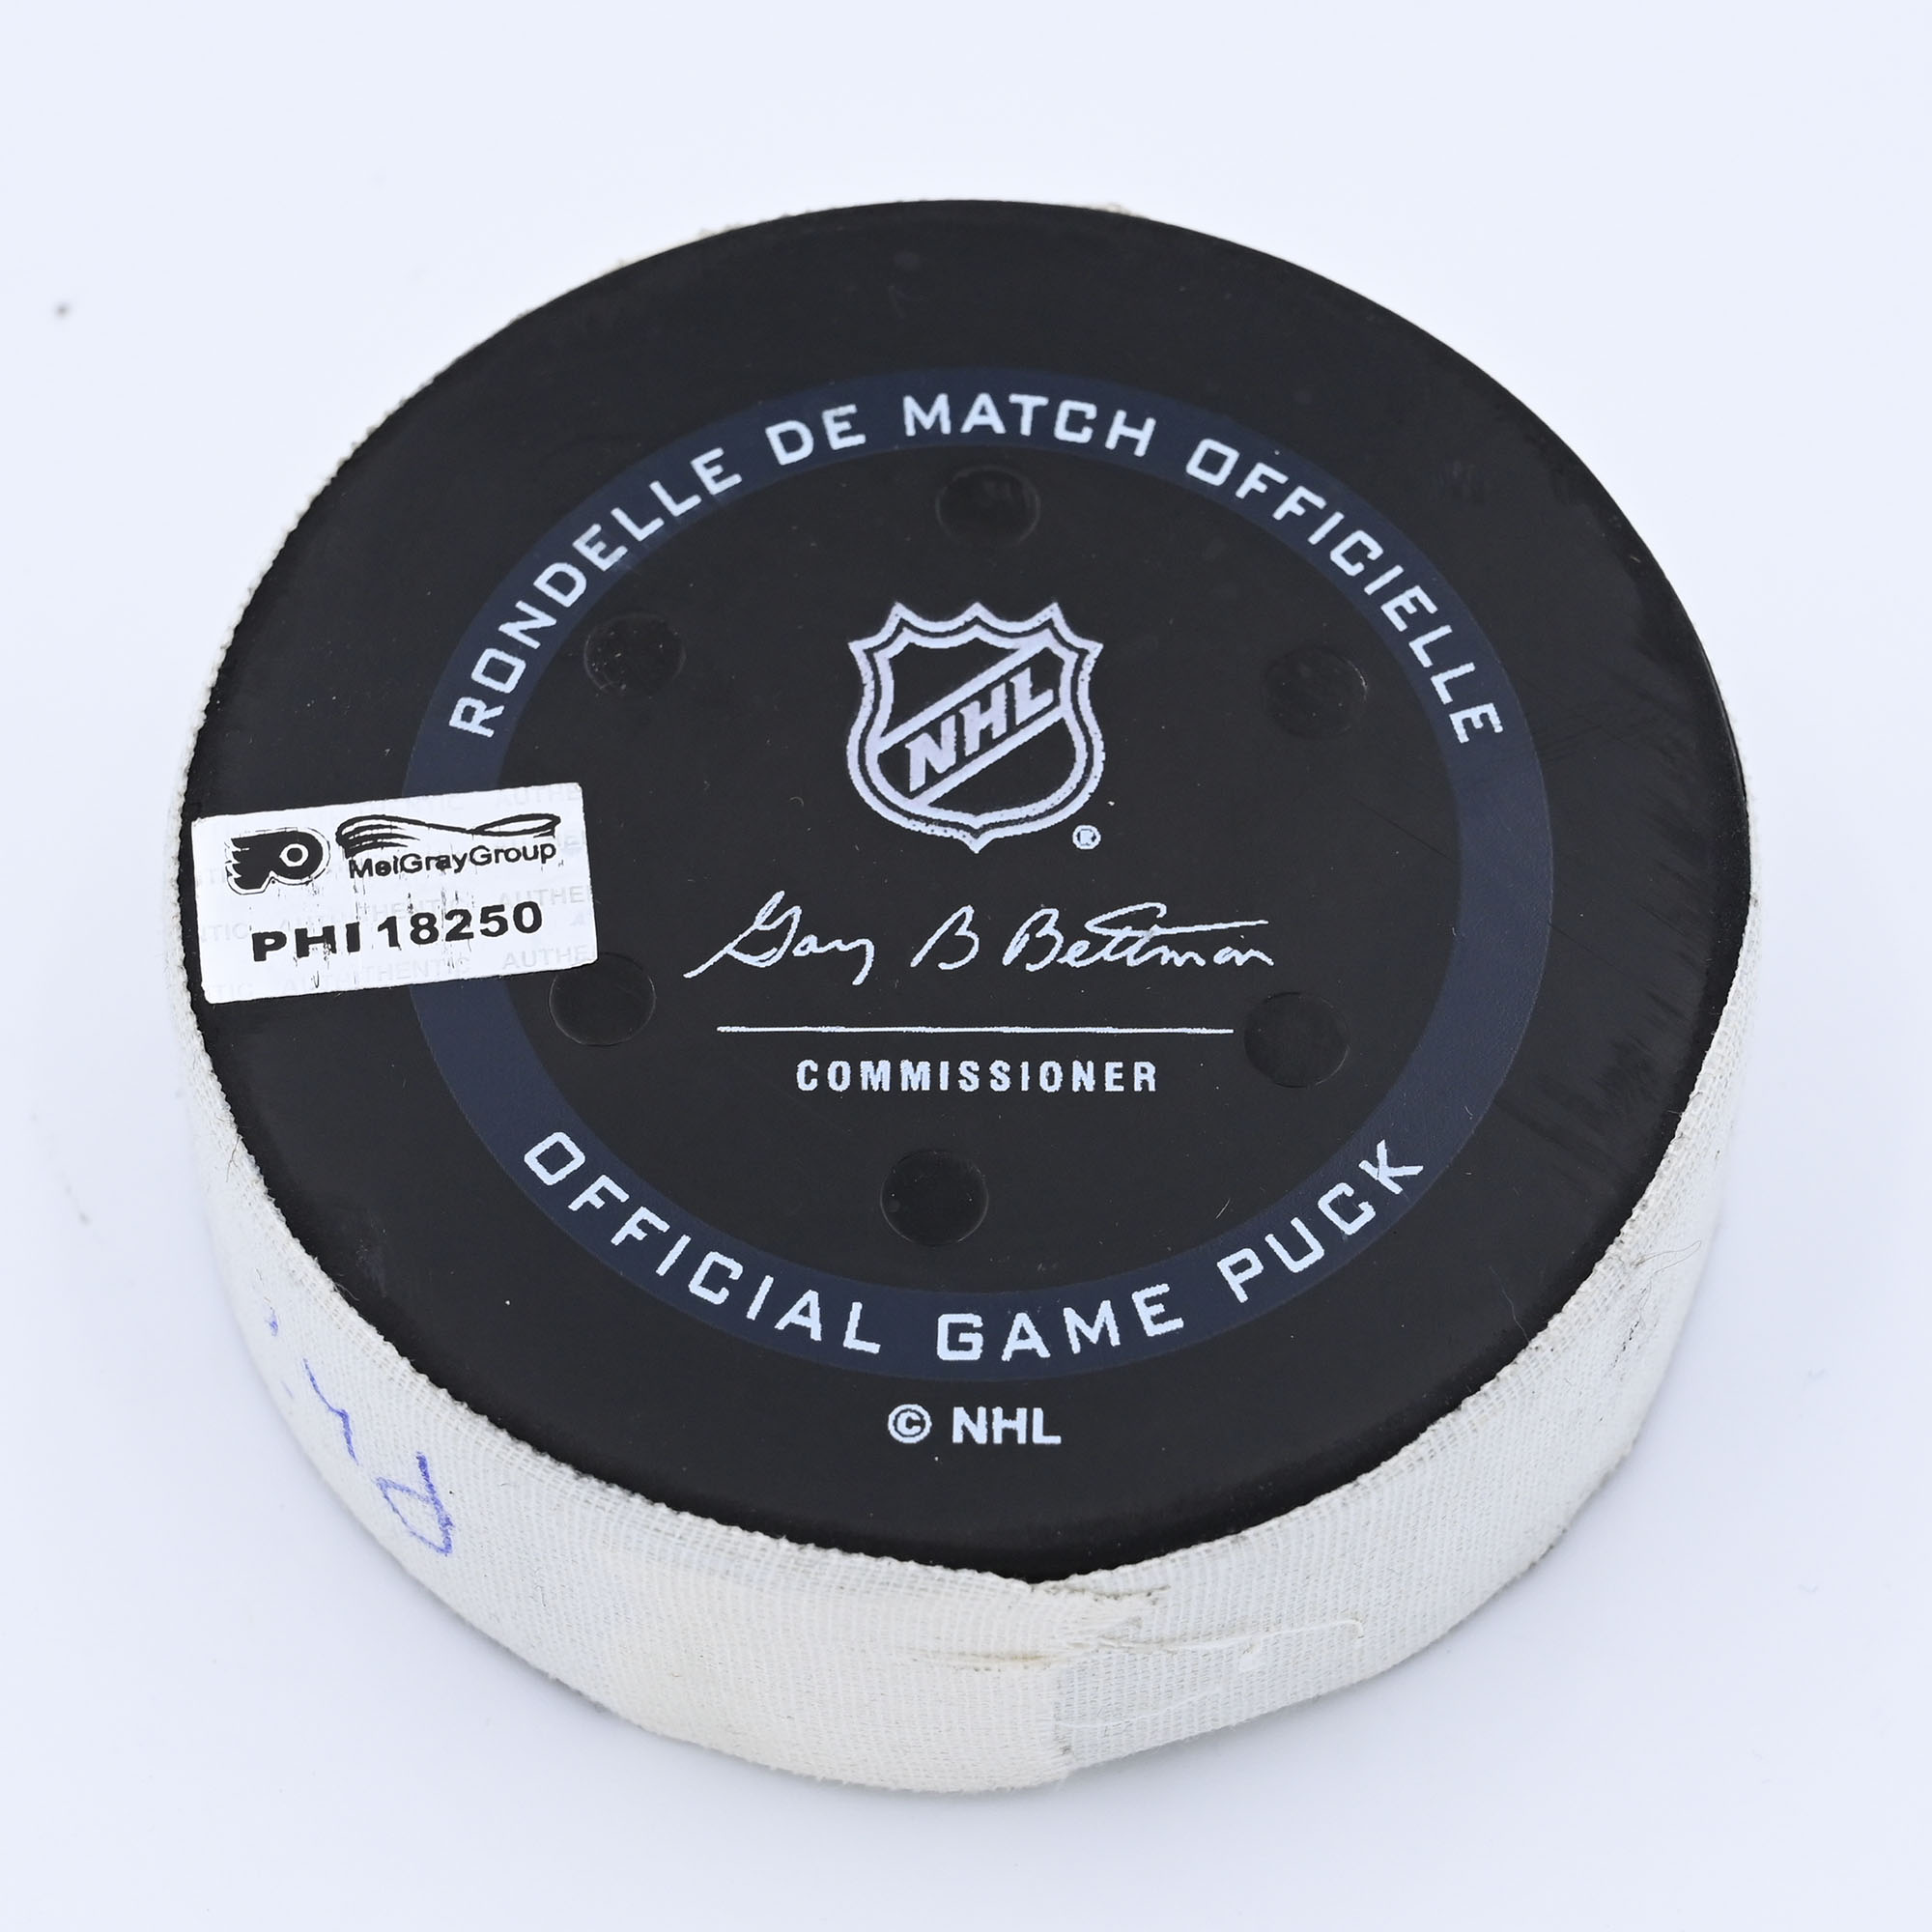 RONDELLE DE MATCH OFFICIELLE
NHL
®
MeiGrayGroup
PHI 18250
Gary B Bettman
COMMISSIONER
OFFICIAL GAME PUCK
© NHL